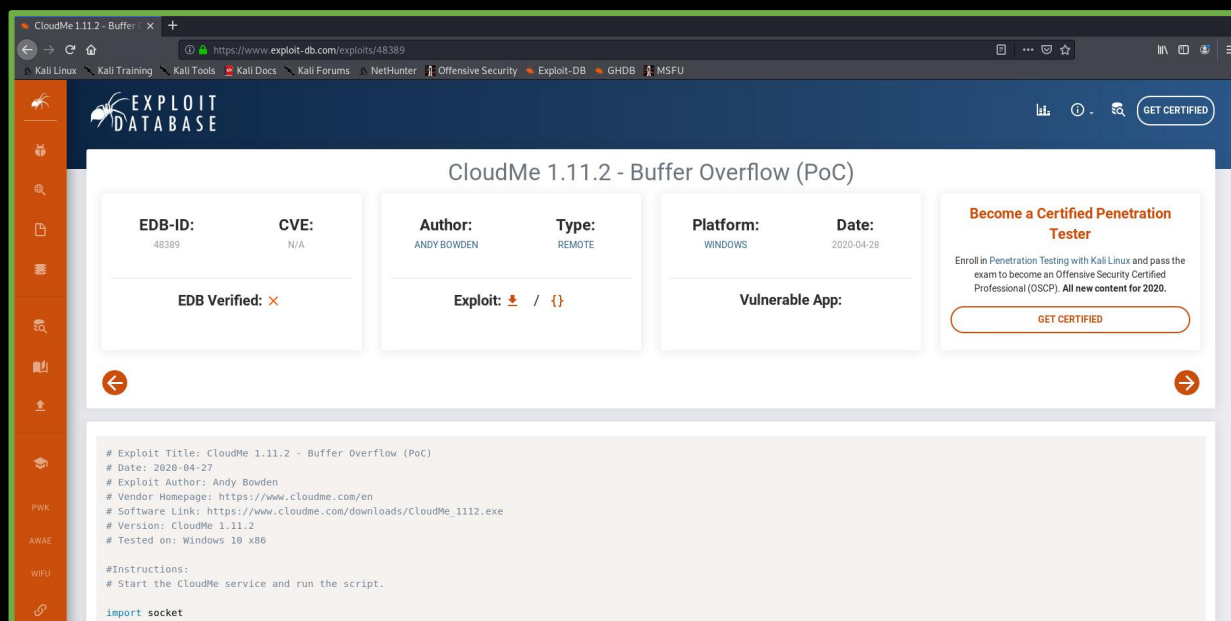 CloudMe 1.11.2 - Buffer
https://www.exploit-db.com/exploits/48389
Kali Linux Kali Training Kali Tools Kali Docs Kali Forums NetHunter Offensive Security Exploit-DB GHDB MSFU
EXPLOIT
DATABASE
GET CERTIFIED
CloudMe 1.11.2 - Buffer Overflow (PoC)
EDB-ID:
48389
CVE:
N/A
EDB Verified: ×
Author:
ANDY BOWDEN
Type:
REMOTE
Exploit: / {}
Platform:
WINDOWS
Date:
2020-04-28
Vulnerable App:
Become a Certified Penetration
Tester
Enroll in Penetration Testing with Kali Linux and pass the
exam to become an Offensive Security Certified
Professional (OSCP). All new content for 2020.
GET CERTIFIED
PWK
AWAE
WIFU
# Exploit Title: CloudMe 1.11.2 - Buffer Overflow (PoC)
# Date: 2020-04-27
# Exploit Author: Andy Bowden
# Vendor Homepage: https://www.cloudme.com/en
# Software Link: https://www.cloudme.com/downloads/CloudMe_1112.exe
# Version: CloudMe 1.11.2
# Tested on: Windows 10 x86
#Instructions:
# Start the CloudMe service and run the script.
import socket